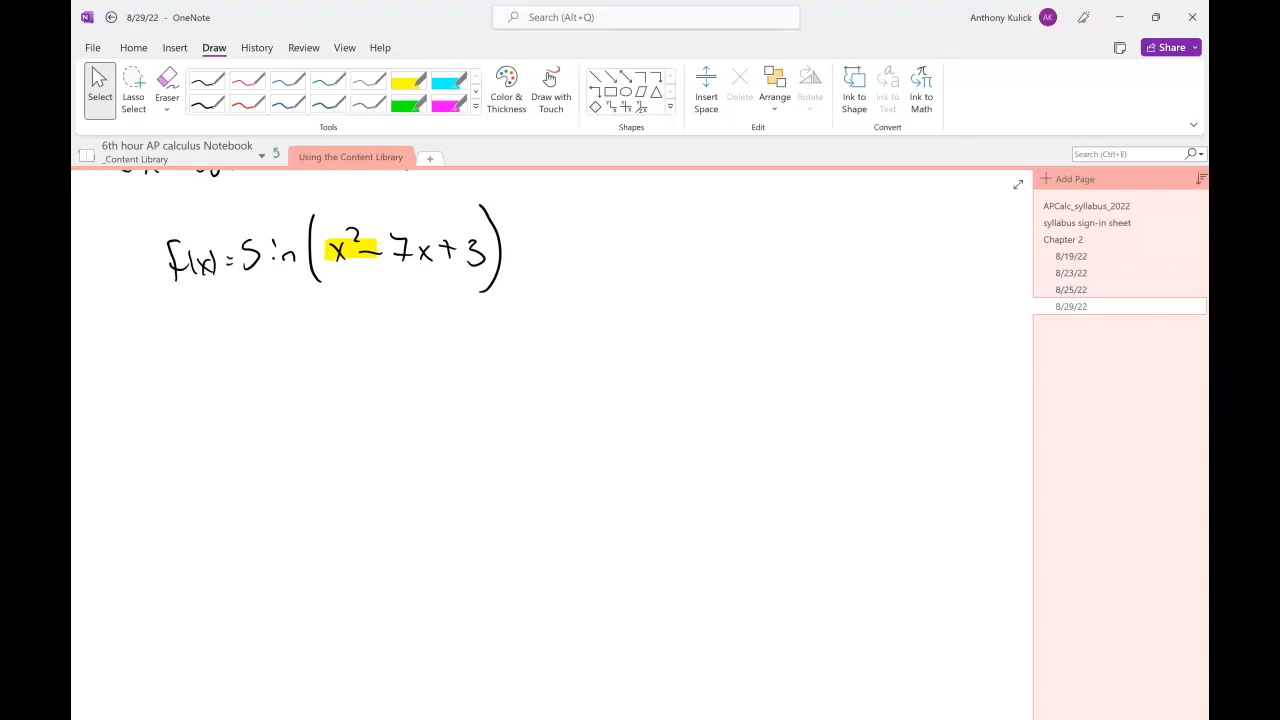 8/29/22 - OneNote
Search (Alt+Q)
Anthony Kulick
AK
File Home Insert Draw History Review View Help
Share
Select
Lasso Select
Eraser
Color & Thickness
Draw with Touch
Insert Space
Delete
Arrange
Rotate
Ink to Shape
Ink to Text
Ink to Math
Tools
Shapes
Edit
Convert
6th hour AP calculus Notebook
_Content Library
Using the Content Library
Search (Ctrl+E)
Add Page
APCalc_syllabus_2022
syllabus sign-in sheet
Chapter 2
8/19/22
8/23/22
8/25/22
8/29/22
f(x) = Sin(x² - 7x + 3)